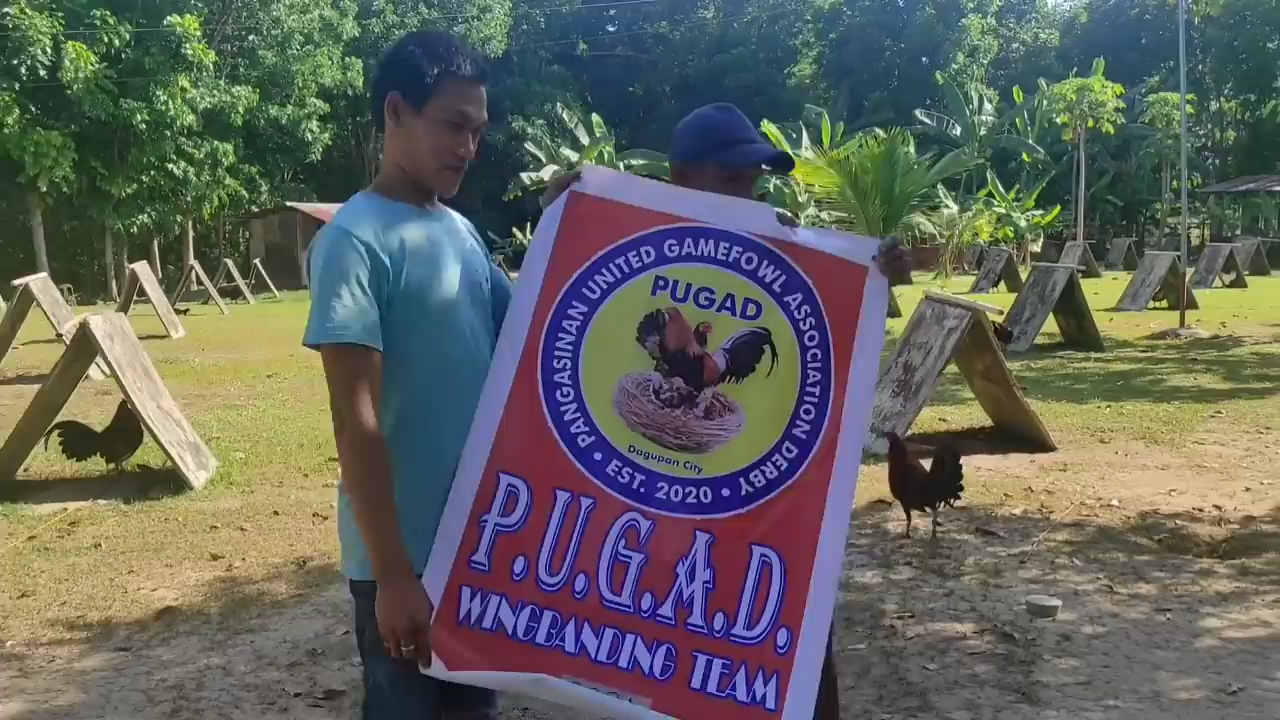 PANGASINAN UNITED GAMEFOWL ASSOCIATION DERBY
PUGAD
Dagupan City
• EST. 2020 •
P.U.G.A.D.
WINGBANDING TEAM